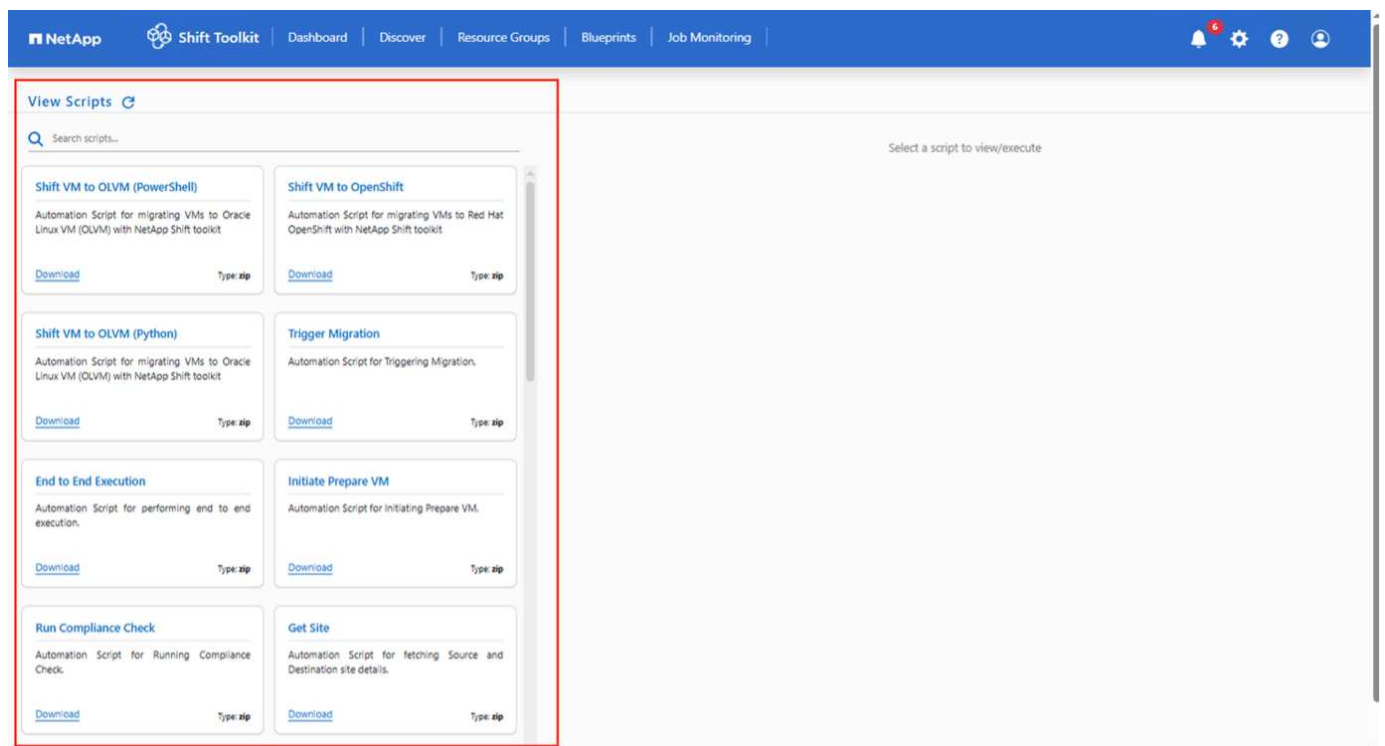 NetApp
Shift Toolkit
Dashboard
Discover
Resource Groups
Blueprints
Job Monitoring
6
?
View Scripts
Search scripts...
Select a script to view/execute
Shift VM to OLVM (PowerShell)
Automation Script for migrating VMs to Oracle
Linux VM (OLVM) with NetApp Shift toolkit
Download
Type: zip
Shift VM to OpenShift
Automation Script for migrating VMs to Red Hat
OpenShift with NetApp Shift toolkit
Download
Type: zip
Shift VM to OLVM (Python)
Automation Script for migrating VMs to Oracle
Linux VM (OLVM) with NetApp Shift toolkit
Download
Type: zip
Trigger Migration
Automation Script for Triggering Migration.
Download
Type: zip
End to End Execution
Automation Script for performing end to end
execution.
Download
Type: zip
Initiate Prepare VM
Automation Script for Initiating Prepare VM.
Download
Type: zip
Run Compliance Check
Automation Script for Running Compliance
Check.
Download
Type: zip
Get Site
Automation Script for fetching Source and
Destination site details.
Download
Type: zip